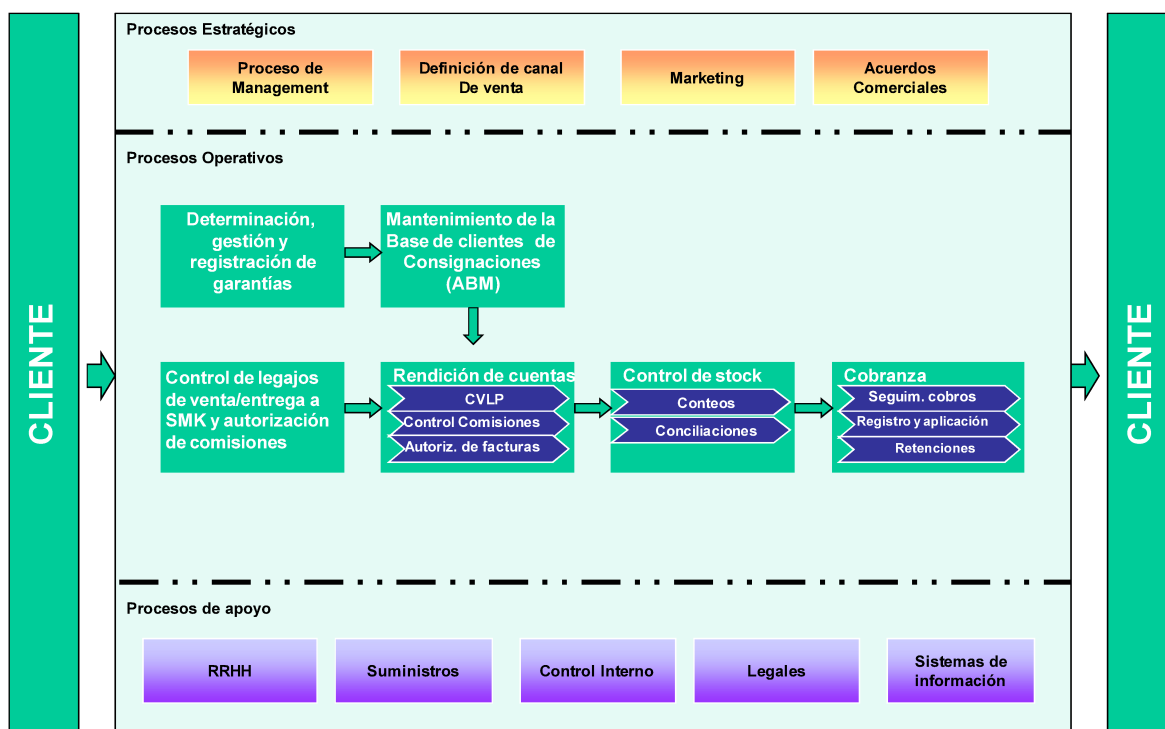 CLIENTE
Procesos Estratégicos
Proceso de
Management
Definición de canal
De venta
Marketing
Acuerdos
Comerciales
Procesos Operativos
Determinación,
gestión y
registración de
garantías
Mantenimiento de la
Base de clientes de
Consignaciones
(ABM)
Control de legajos
de venta/entrega a
SMK y autorización
de comisiones
Rendición de cuentas
CVLP
Control Comisiones
Autoriz. de facturas
Control de stock
Conteos
Conciliaciones
Cobranza
Seguim. cobros
Registro y aplicación
Retenciones
Procesos de apoyo
RRHH
Suministros
Control Interno
Legales
Sistemas de
información
CLIENTE